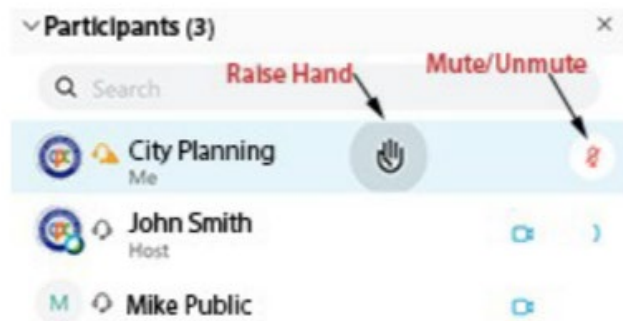 Participants (3)
Search
Raise Hand
Mute/Unmute
City Planning
Me
John Smith
Host
M
Mike Public